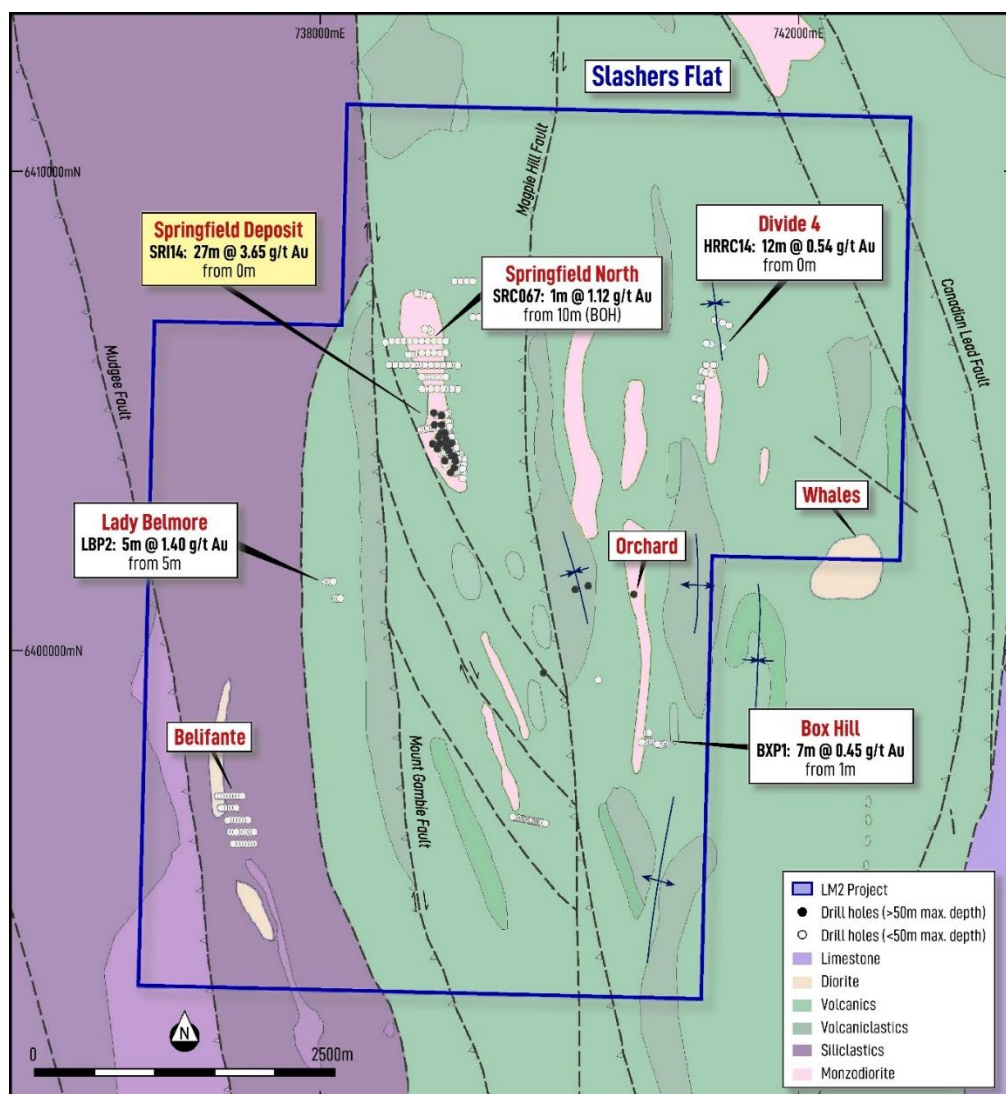 738000mE
742000mE
Slashers Flat
6410000mN
Magpie Hill Fault
Springfield Deposit
SRI14: 27m @ 3.65 g/t Au
from 0m
Springfield North
SRC067: 1m @ 1.12 g/t Au
from 10m (BOH)
Divide 4
HRRC14: 12m @ 0.54 g/t Au
from 0m
Canadian Lead Fault
Mudgee Fault
Whales
Lady Belmore
LBP2: 5m @ 1.40 g/t Au
from 5m
Orchard
6400000mN
Belifante
Box Hill
BXP1: 7m @ 0.45 g/t Au
from 1m
Mount Gambie Fault
LM2 Project
Drill holes (>50m max. depth)
Drill holes (<50m max. depth)
Limestone
Diorite
Volcanics
Volcaniclastics
Siliclastics
Monzodiorite
N
0
2500m